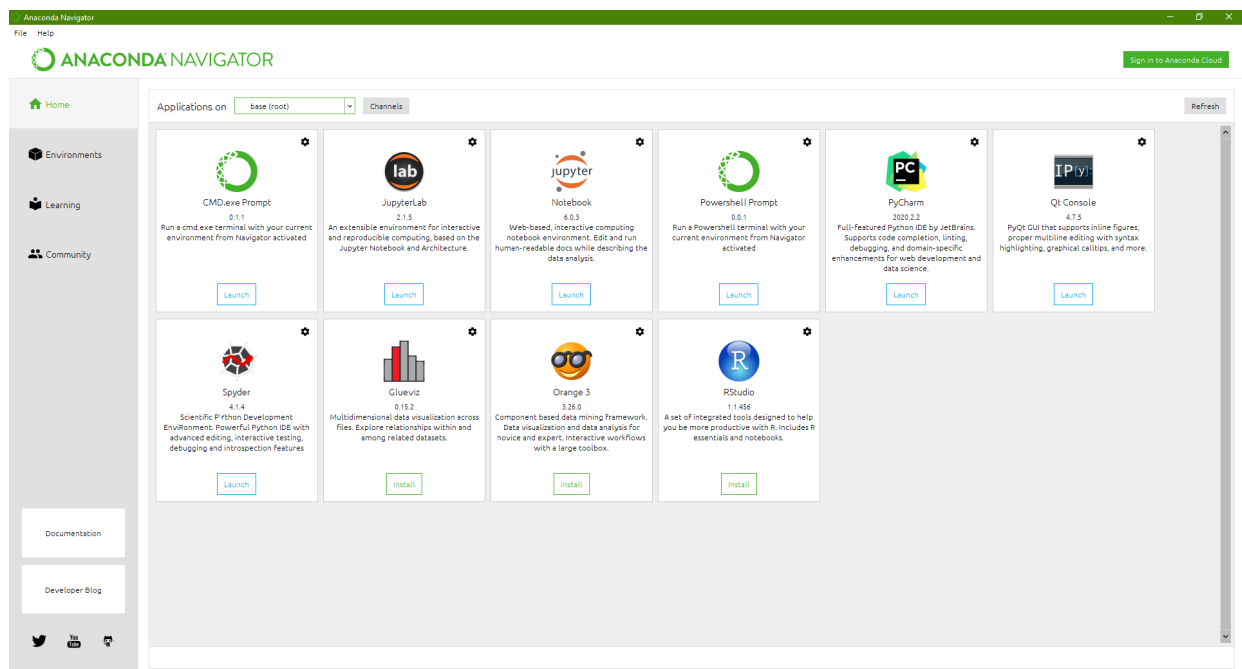 Anaconda Navigator
File Help
ANACONDA NAVIGATOR
Sign in to Anaconda Cloud
Home
Applications on base (root) Channels
Refresh
Environments
Learning
Community
CMD.exe Prompt
0.1.1
Run a cmd.exe terminal with your current
environment from Navigator activated
Launch
lab
JupyterLab
2.1.5
An extensible environment for interactive
and reproducible computing, based on the
Jupyter Notebook and Architecture.
Launch
jupyter
Notebook
6.0.3
Web-based, interactive computing
notebook environment. Edit and run
human-readable docs while describing the
data analysis.
Launch
Powershell Prompt
0.0.1
Run a Powershell terminal with your
current environment from Navigator
activated
Launch
PC
PyCharm
2020.2.2
Full-featured Python IDE by JetBrains.
Supports code completion, linting,
debugging, and domain-specific
enhancements for web development and
data science.
Launch
IP[y]:
Qt Console
4.7.5
PyQt GUI that supports inline figures,
proper multiline editing with syntax
highlighting, graphical calltips, and more.
Launch
Spyder
4.1.4
Scientific PYthon Development
EnviRonment. Powerful Python IDE with
advanced editing, interactive testing,
debugging and introspection features
Launch
Glueviz
0.15.2
Multidimensional data visualization across
files. Explore relationships within and
among related datasets.
Install
Orange 3
3.26.0
Component based data mining framework.
Data visualization and data analysis for
novice and expert. Interactive workflows
with a large toolbox.
Install
R
RStudio
1.1.456
A set of integrated tools designed to help
you be more productive with R. Includes R
essentials and notebooks.
Install
Documentation
Developer Blog
You
Tube